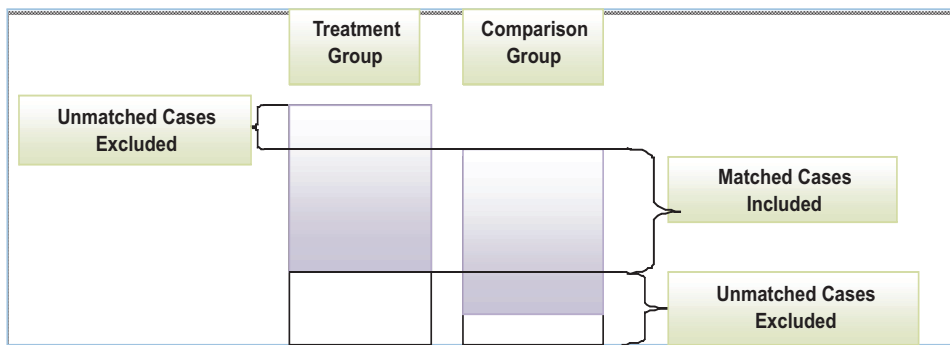 Treatment
Group
Comparison
Group
Unmatched Cases
Excluded
Matched Cases
Included
Unmatched Cases
Excluded